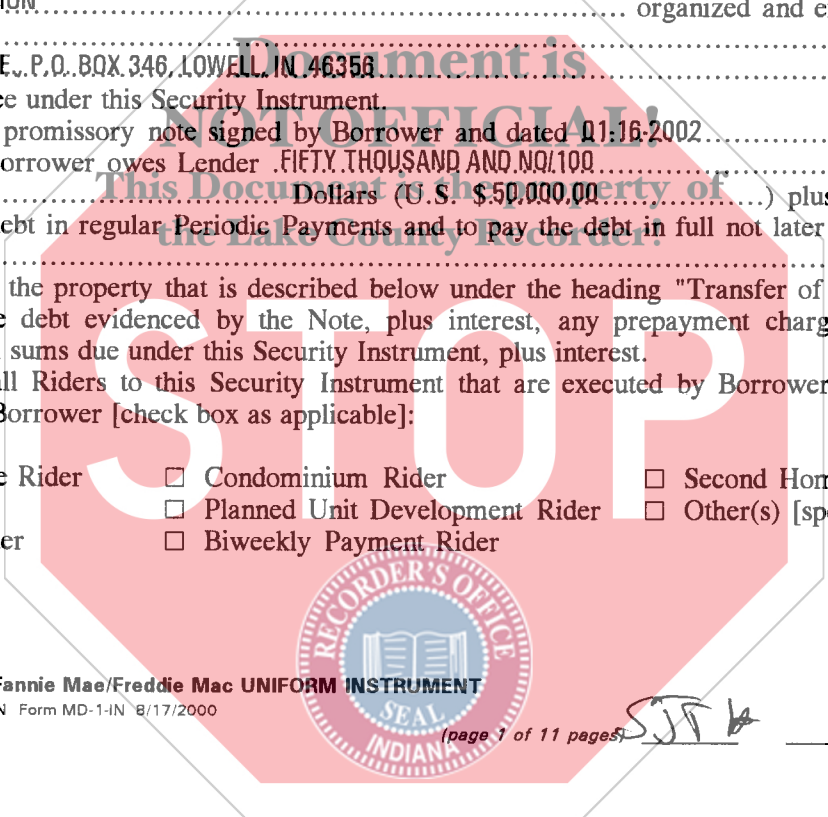 organized and
E., P.O. BOX 346, LOWELL, IN 46356
Document is
under this Security Instrument.
NOT OFFICIAL!
promissory note signed by Borrower and dated 01-16-2002
orrower owes Lender FIFTY THOUSAND AND NO/100
This Document is the property of
Dollars (U.S. $50,000.00) plus
ebt in regular Periodic Payments and to pay the debt in full not later
the Lake County Recorder!
the property that is described below under the heading "Transfer of
debt evidenced by the Note, plus interest, any prepayment charg
sums due under this Security Instrument, plus interest.
ll Riders to this Security Instrument that are executed by Borrower
Borrower [check box as applicable]:
STOP
Rider ☐ Condominium Rider ☐ Second Hom
☐ Planned Unit Development Rider ☐ Other(s) [spe
er ☐ Biweekly Payment Rider
RECORDER'S OFFICE
SEAL
INDIANA
Fannie Mae/Freddie Mac UNIFORM INSTRUMENT
N Form MD-1-IN 8/17/2000
(page 1 of 11 pages) SJT